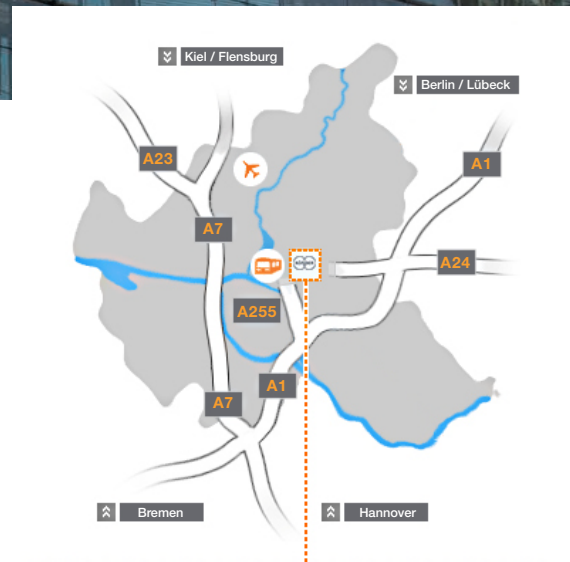 Kiel / Flensburg
Berlin / Lübeck
A23
A1
A7
A24
A255
A1
A7
Bremen
Hannover